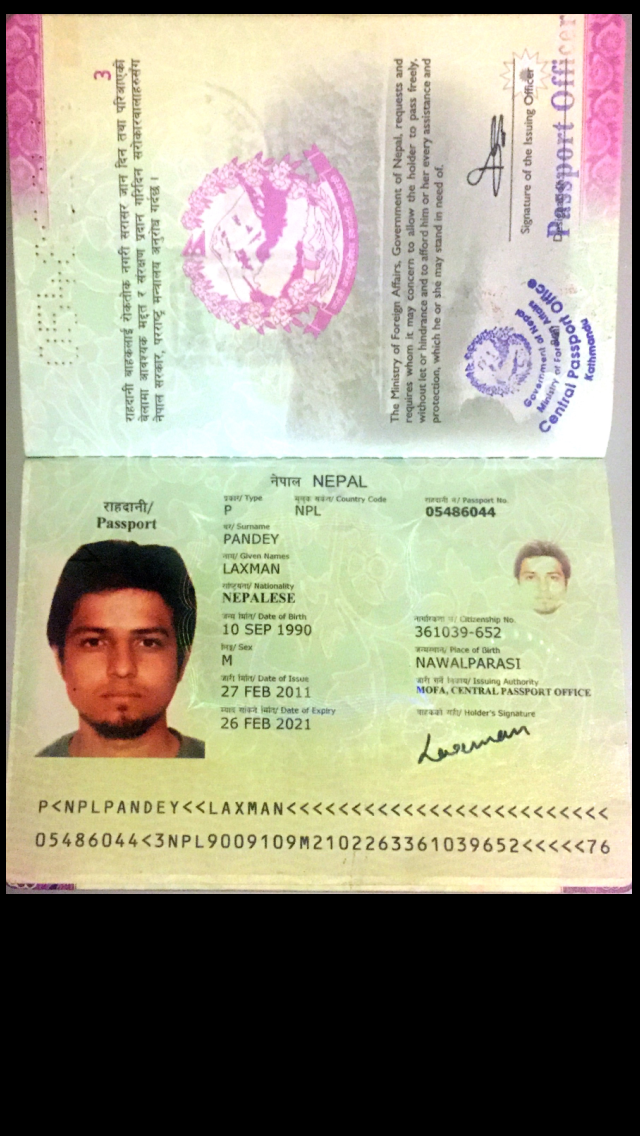 3
राहदानी वाहकलाई रोकतोक नगरी सरासर जान दिन तथा परिआएको
बेलामा आवश्यक मद्दत र संरक्षण प्रदान गरिदिन सरोकारवालाहरुसंग
नेपाल सरकार, परराष्ट्र मन्त्रालय अनुरोध गर्दछ ।
The Ministry of Foreign Affairs, Government of Nepal, requests and
requires whom it may concern to allow the holder to pass freely,
without let or hindrance and to afford him or her every assistance and
protection, which he or she may stand in need of.
Signature of the Issuing Officer
Passport Officer
Government of Nepal
Ministry of Foreign Affairs
Central Passport Office
Kathmandu
नेपाल NEPAL
राहदानी/
Passport
प्रकार/ Type
P
मुलुक संकेत/ Country Code
NPL
राहदानी नं/ Passport No.
05486044
थर/ Surname
PANDEY
नाम/ Given Names
LAXMAN
राष्ट्रियता/ Nationality
NEPALESE
जन्म मिति/ Date of Birth
10 SEP 1990
नागरिकता नं/ Citizenship No.
361039-652
लिङ्ग/ Sex
M
जन्मस्थान/ Place of Birth
NAWALPARASI
जारी मिति/ Date of Issue
27 FEB 2011
जारी गर्ने निकाय/ Issuing Authority
MOFA, CENTRAL PASSPORT OFFICE
Date of Expiry
26 FEB 2021
वाहकको सही/ Holder's Signature
Laxman
P<NPLPANDEY<<LAXMAN<<<<<<<<<<<<<<<<<<<<<<<<<
05486044<3NPL9009109M2102263361039652<<<<<76